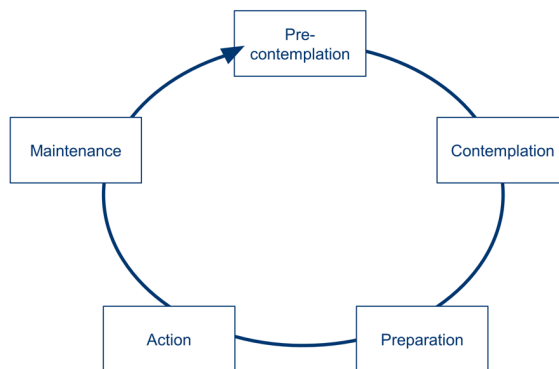 Pre-
contemplation
Contemplation
Preparation
Action
Maintenance